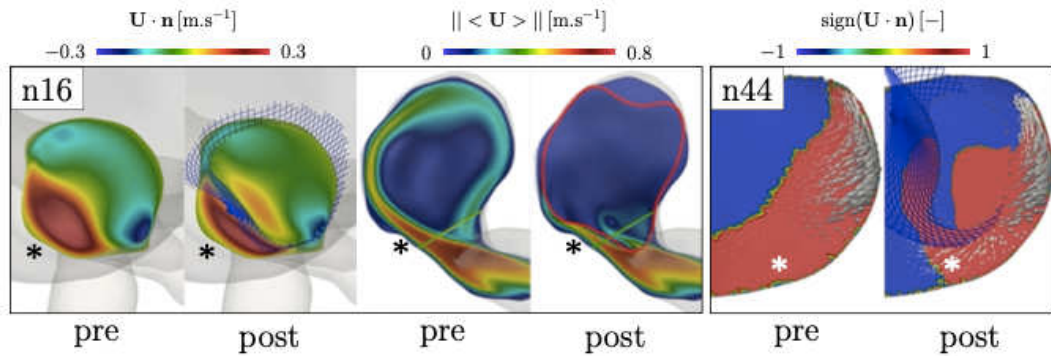 U · n [m.s⁻¹]
−0.3 0.3
|| < U > || [m.s⁻¹]
0 0.8
sign(U · n) [−]
−1 1
n16
n44
* * * * * *
pre post pre post pre post